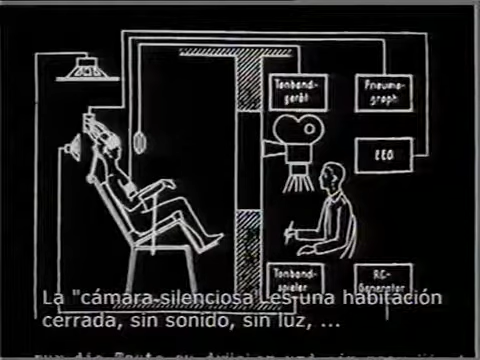 Tonband-
gerät
Pneumo-
graph
EEG
Tonband-
spieler
RC-
Generator
La "cámara-silenciosa" es una habitación
cerrada, sin sonido, sin luz, ...